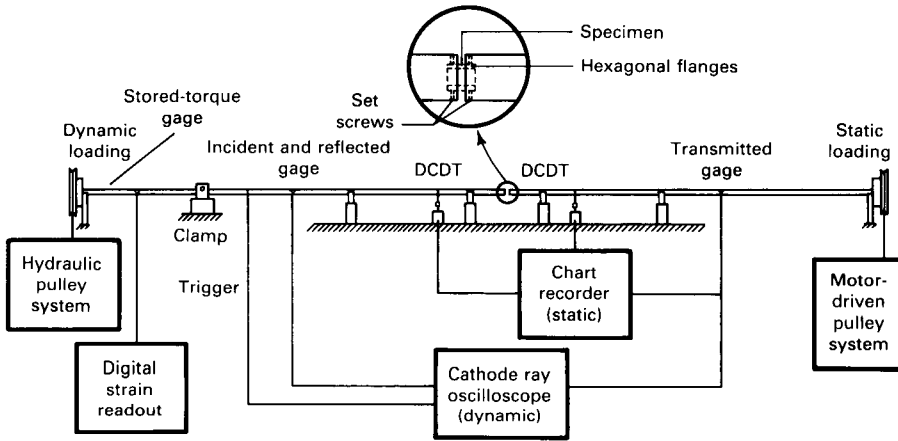 Specimen
Hexagonal flanges
Set
screws
Stored-torque
gage
Dynamic
loading
Incident and reflected
gage
DCDT
DCDT
Transmitted
gage
Static
loading
Clamp
Trigger
Hydraulic
pulley
system
Digital
strain
readout
Chart
recorder
(static)
Cathode ray
oscilloscope
(dynamic)
Motor-
driven
pulley
system